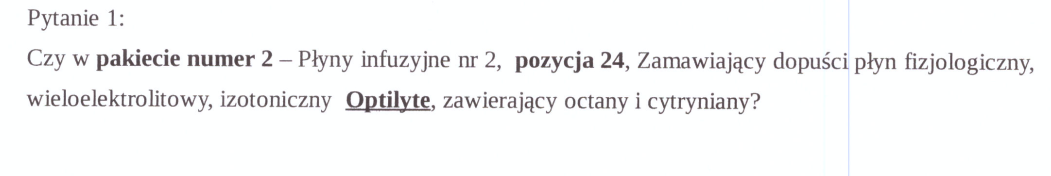 Pytanie 1:
Czy w pakiecie numer 2 – Płyny infuzyjne nr 2, pozycja 24, Zamawiający dopuści płyn fizjologiczny,
wieloelektrolitowy, izotoniczny Optilyte, zawierający octany i cytryniany?